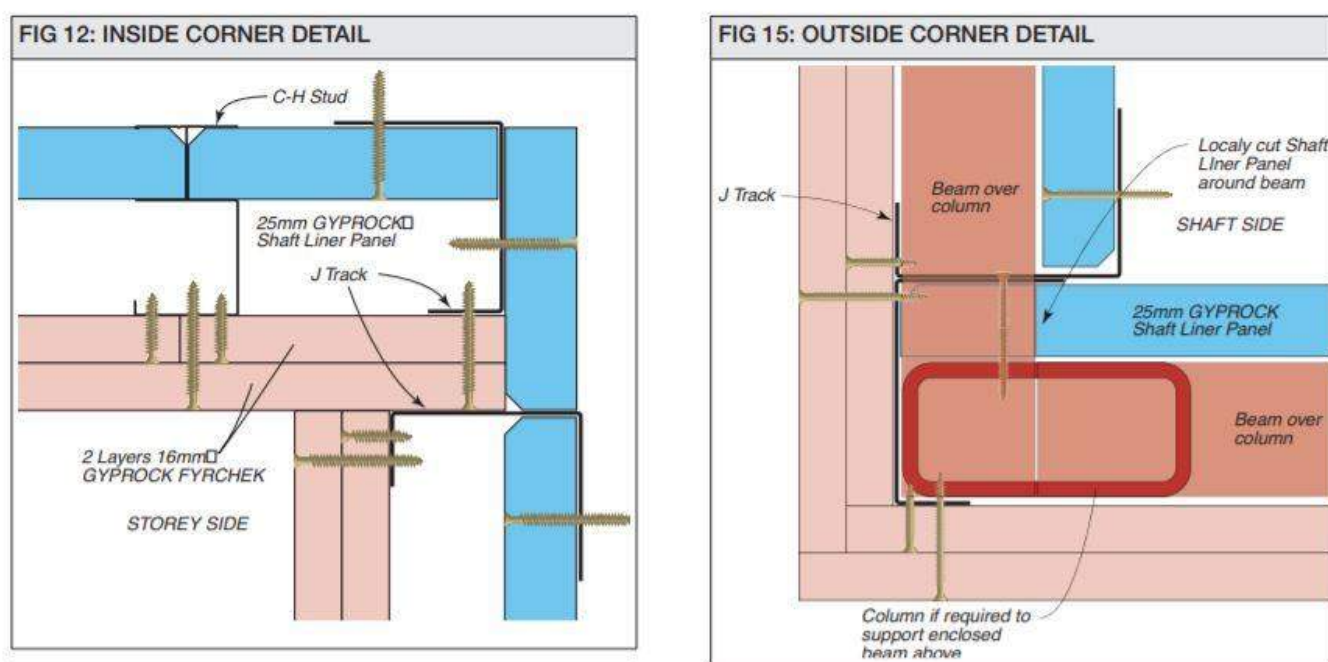 FIG 12: INSIDE CORNER DETAIL
C-H Stud
25mm GYPROCK□
Shaft Liner Panel
J Track
2 Layers 16mm□
GYPROCK FYRCHEK
STOREY SIDE
FIG 15: OUTSIDE CORNER DETAIL
Localy cut Shaft
LIner Panel
around beam
J Track
Beam over
column
SHAFT SIDE
25mm GYPROCK
Shaft Liner Panel
Beam over
column
Column if required to
support enclosed
beam above